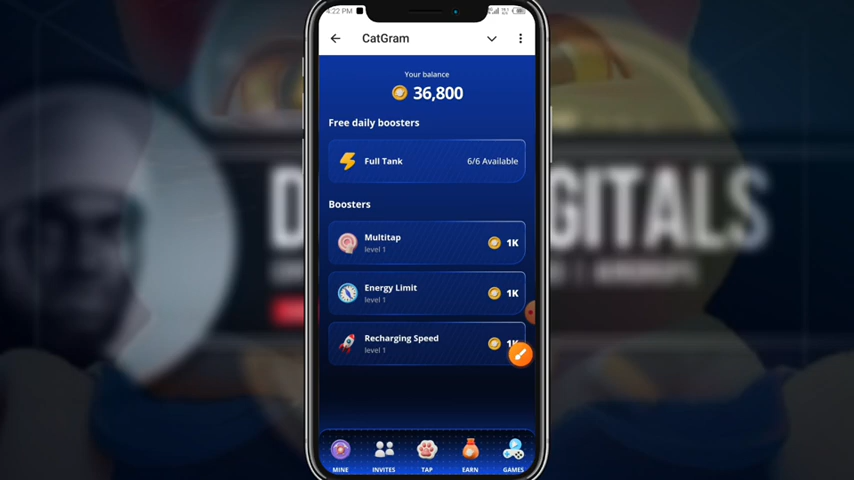 4:22 PM
CatGram
Your balance
36,800
Free daily boosters
Full Tank
6/6 Available
Boosters
Multitap
level 1
1K
Energy Limit
level 1
1K
Recharging Speed
level 1
MINE
INVITES
TAP
EARN
GAMES